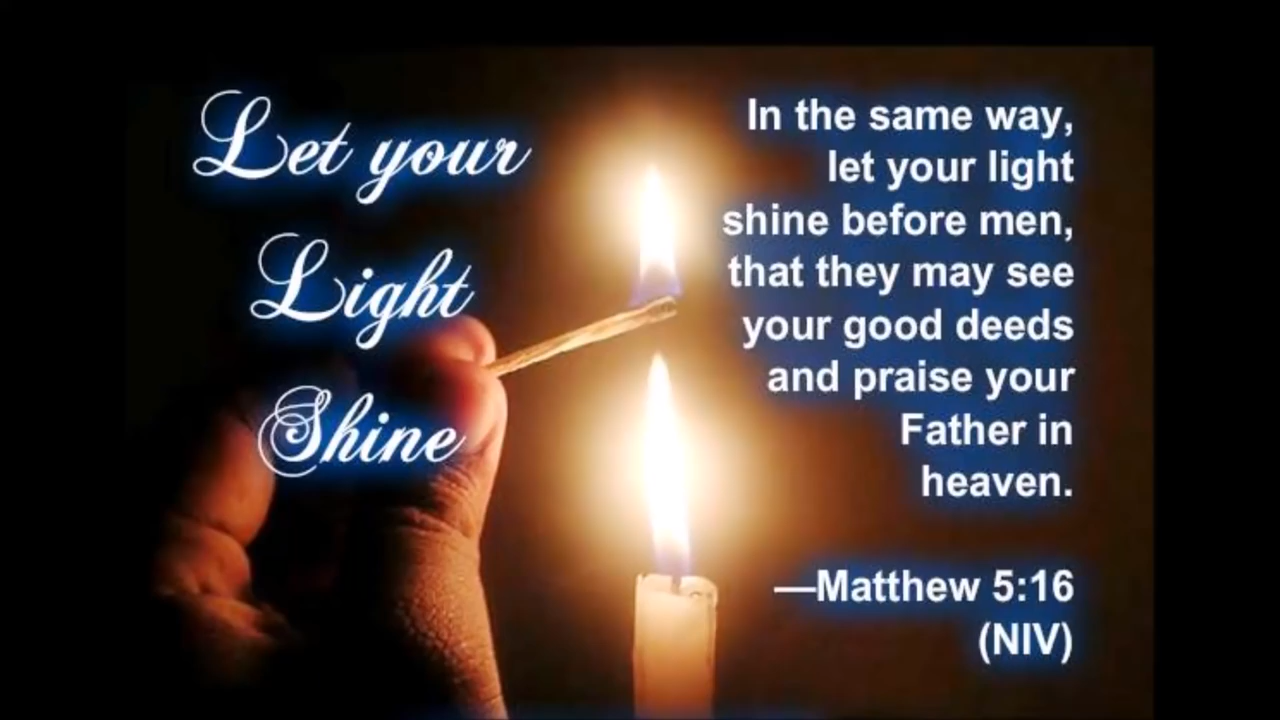 Let your
Light
Shine
In the same way,
let your light
shine before men,
that they may see
your good deeds
and praise your
Father in
heaven.
—Matthew 5:16
(NIV)